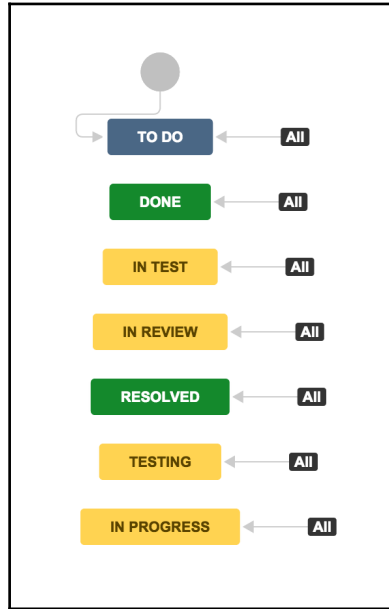 TO DO All
DONE All
IN TEST All
IN REVIEW All
RESOLVED All
TESTING All
IN PROGRESS All